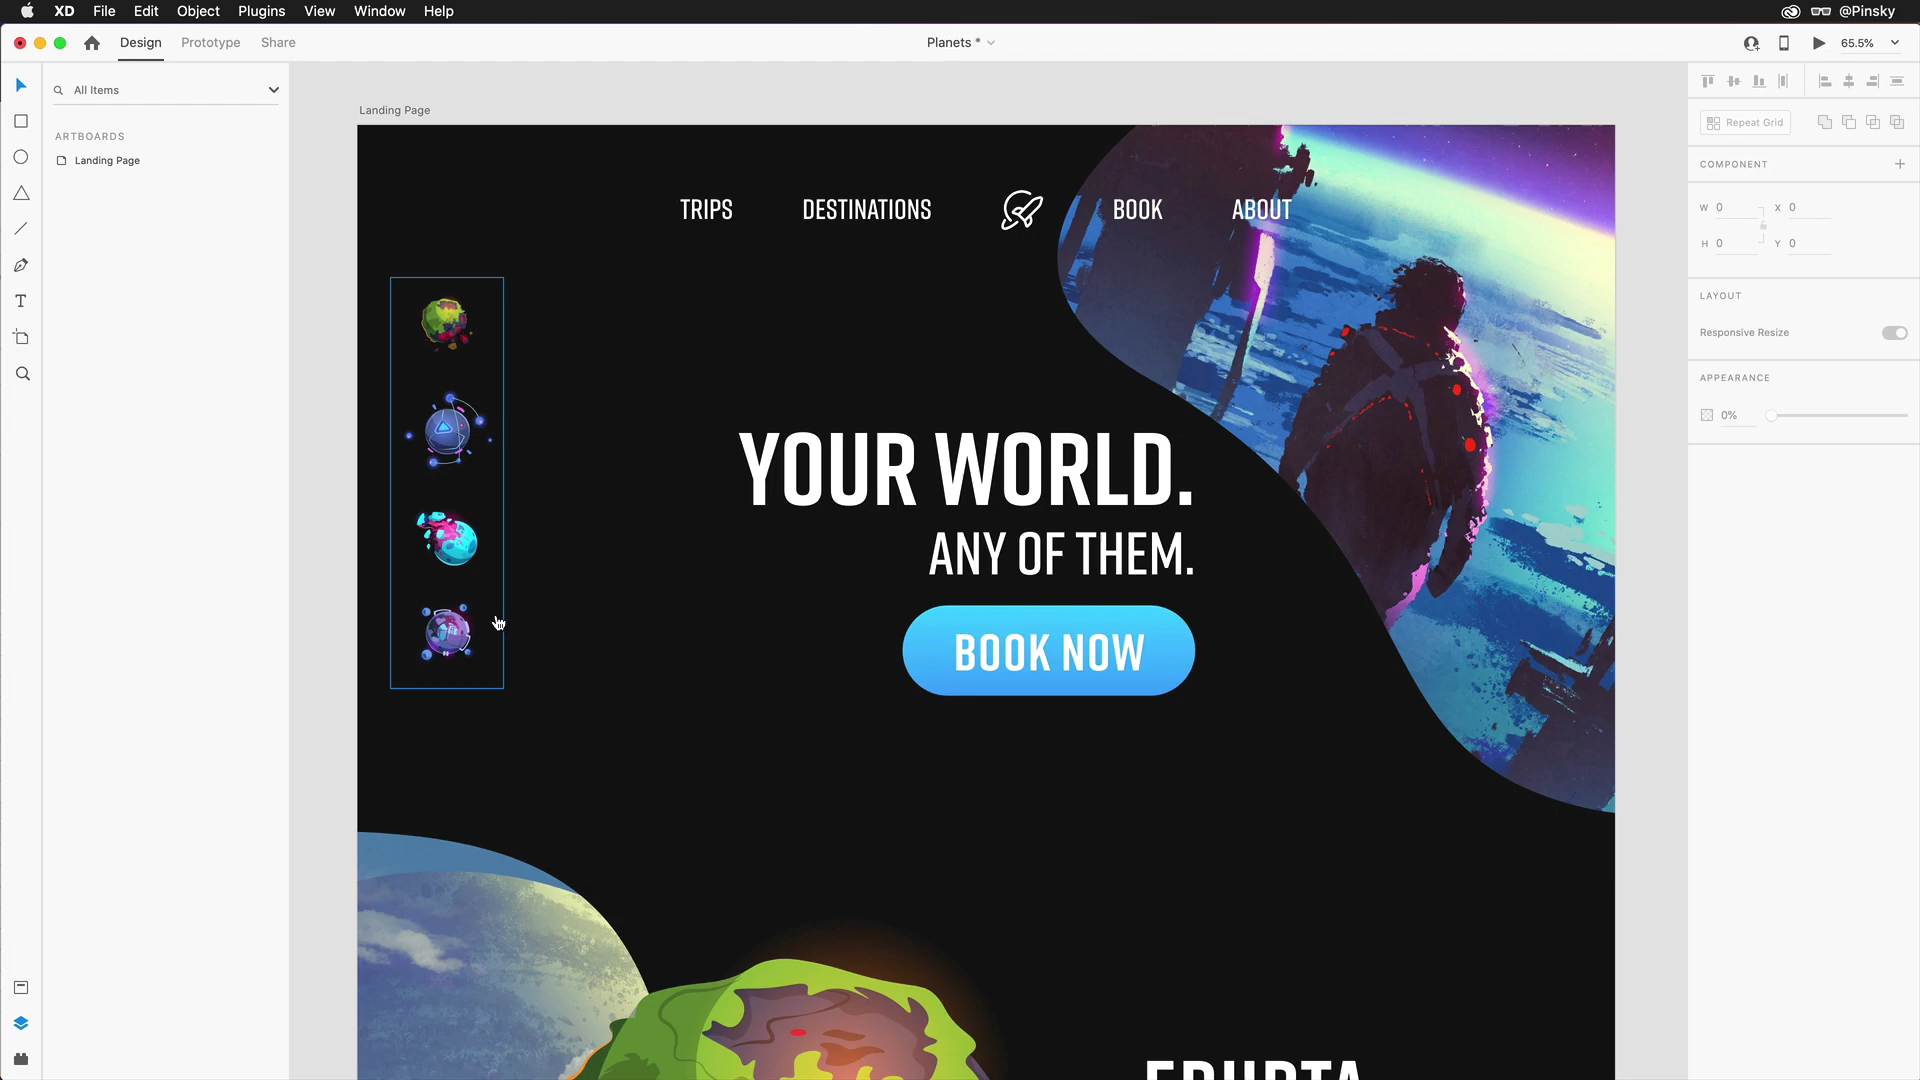 XD File Edit Object Plugins View Window Help @Pinsky
Design Prototype Share Planets * 65.5%
All Items
ARTBOARDS
Landing Page
Landing Page
TRIPS DESTINATIONS BOOK ABOUT
YOUR WORLD.
ANY OF THEM.
BOOK NOW
Repeat Grid
COMPONENT
W 0 X 0
H 0 Y 0
LAYOUT
Responsive Resize
APPEARANCE
0%